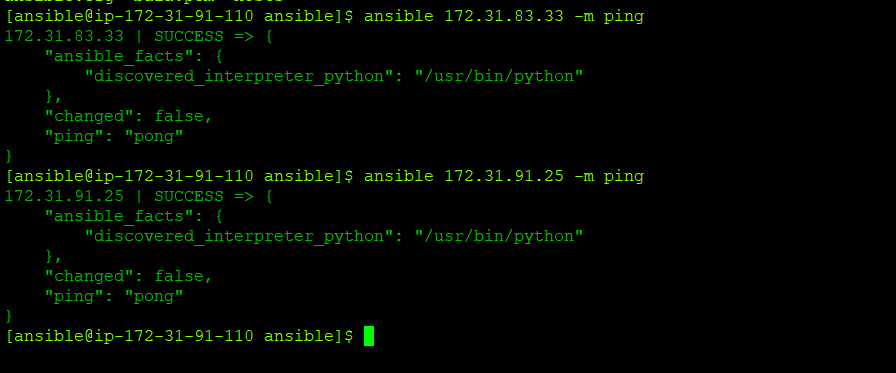 [ansible@ip-172-31-91-110 ansible]$ ansible 172.31.83.33 -m ping
172.31.83.33 | SUCCESS => {
    "ansible_facts": {
        "discovered_interpreter_python": "/usr/bin/python"
    },
    "changed": false,
    "ping": "pong"
}
[ansible@ip-172-31-91-110 ansible]$ ansible 172.31.91.25 -m ping
172.31.91.25 | SUCCESS => {
    "ansible_facts": {
        "discovered_interpreter_python": "/usr/bin/python"
    },
    "changed": false,
    "ping": "pong"
}
[ansible@ip-172-31-91-110 ansible]$